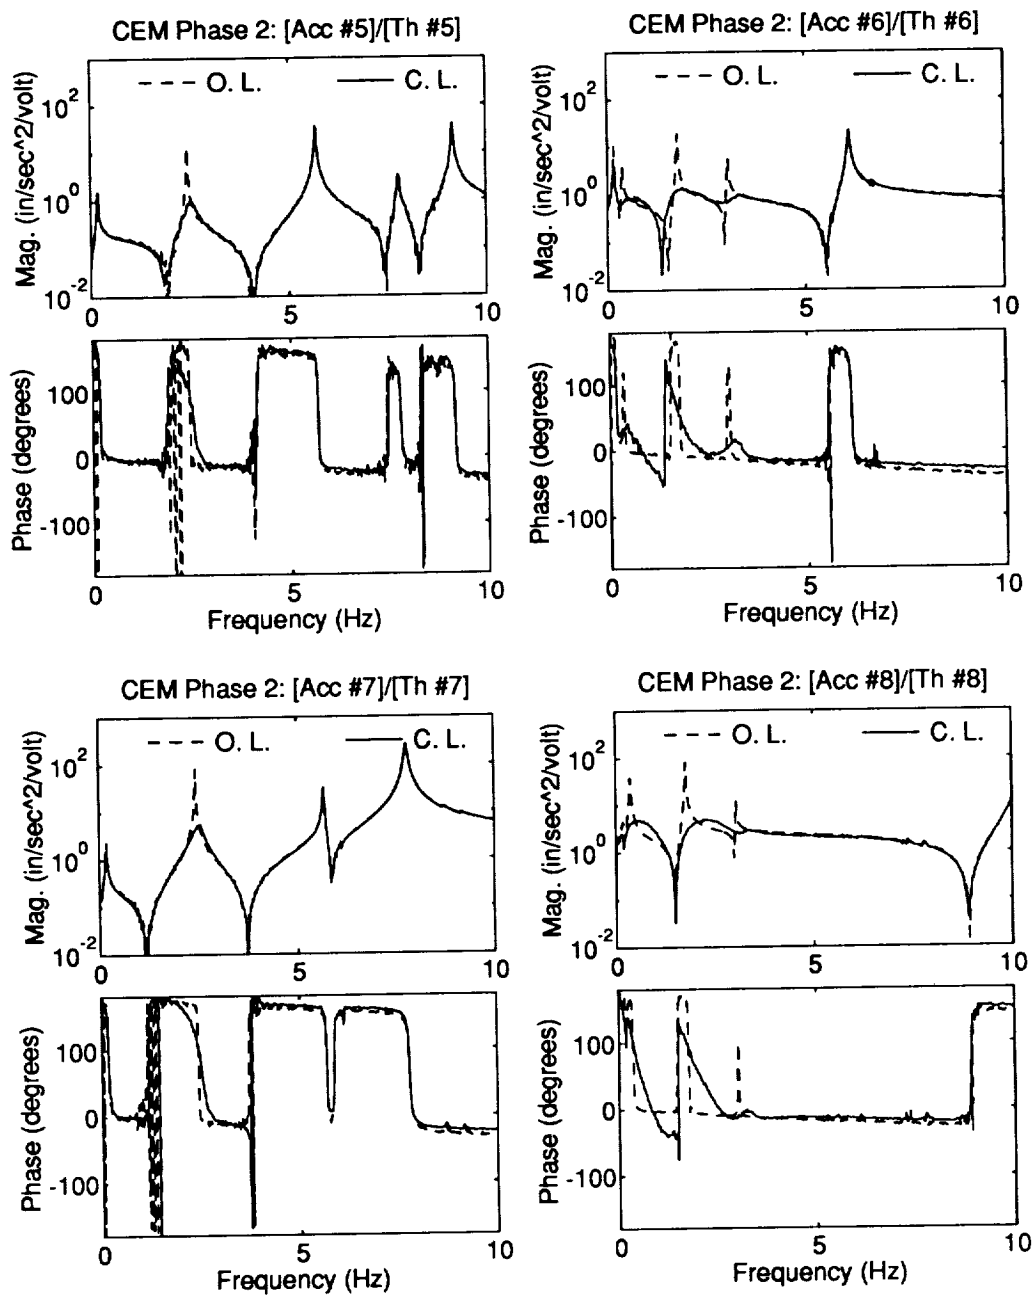 CEM Phase 2: [Acc #5]/[Th #5]
Mag. (in/sec^2/volt)
10^2
10^0
10^-2
O. L.
C. L.
0
5
10
Phase (degrees)
100
0
-100
0
5
10
Frequency (Hz)
CEM Phase 2: [Acc #6]/[Th #6]
Mag. (in/sec^2/volt)
10^2
10^0
10^-2
O. L.
C. L.
0
5
10
Phase (degrees)
100
0
-100
0
5
10
Frequency (Hz)
CEM Phase 2: [Acc #7]/[Th #7]
Mag. (in/sec^2/volt)
10^2
10^0
10^-2
O. L.
C. L.
0
5
10
Phase (degrees)
100
0
-100
0
5
10
Frequency (Hz)
CEM Phase 2: [Acc #8]/[Th #8]
Mag. (in/sec^2/volt)
10^2
10^0
10^-2
O. L.
C. L.
0
5
10
Phase (degrees)
100
0
-100
0
5
10
Frequency (Hz)